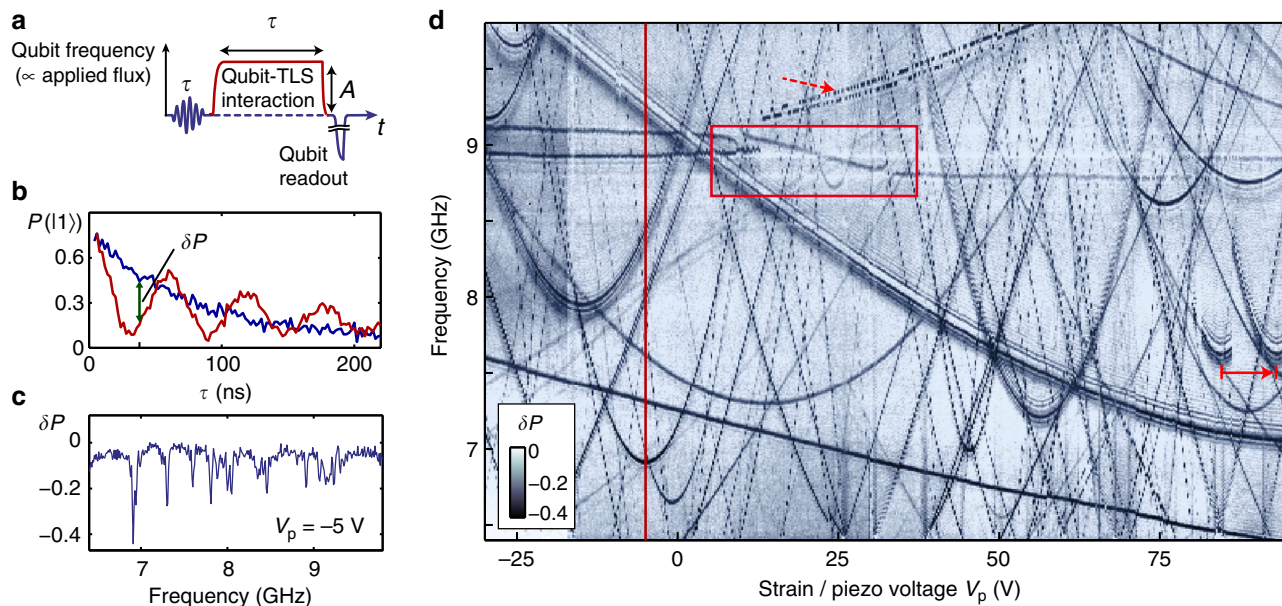 a
Qubit frequency
(∝ applied flux)
τ
τ
Qubit-TLS
interaction
A
t
Qubit
readout
b
P(|1⟩)
δP
0.6
0.3
0
0 100 200
τ (ns)
c
δP
0
−0.2
−0.4
Vp = −5 V
7 8 9
Frequency (GHz)
d
Frequency (GHz)
9
8
7
δP
0
−0.2
−0.4
−25 0 25 50 75
Strain / piezo voltage Vp (V)